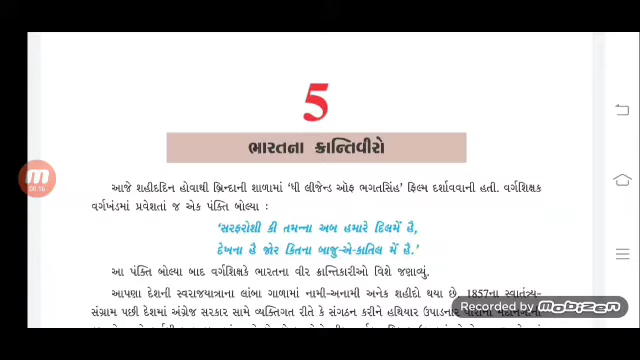 5
ભારતના ક્રાન્તિવીરો
આજે શહીદદિન હોવાથી બ્રિન્દાની શાળામાં 'ધી લીજેન્ડ ઑફ ભગતસિંહ' ફિલ્મ દર્શાવવાની હતી. વર્ગશિક્ષક
વર્ગખંડમાં પ્રવેશતાં જ એક પંક્તિ બોલ્યા :
'સરફરોશી કી તમન્ના અબ હમારે દિલમેં હૈ,
દેખના હૈ જોર કિતના બાજુ-એ-કાતિલ મેં હૈ.'
આ પંક્તિ બોલ્યા બાદ વર્ગશિક્ષકે ભારતના વીર ક્રાન્તિકારીઓ વિશે જણાવ્યું.
આપણા દેશની સ્વરાજયાત્રાના લાંબા ગાળામાં નામી-અનામી અનેક શહીદો થયા છે. 1857ના સ્વાતંત્ર્ય-
સંગ્રામ પછી દેશમાં અંગ્રેજ સરકાર સામે વ્યક્તિગત રીતે કે સંગઠન કરીને હથિયાર ઉપાડનાર
00:16
Recorded by Mobizen